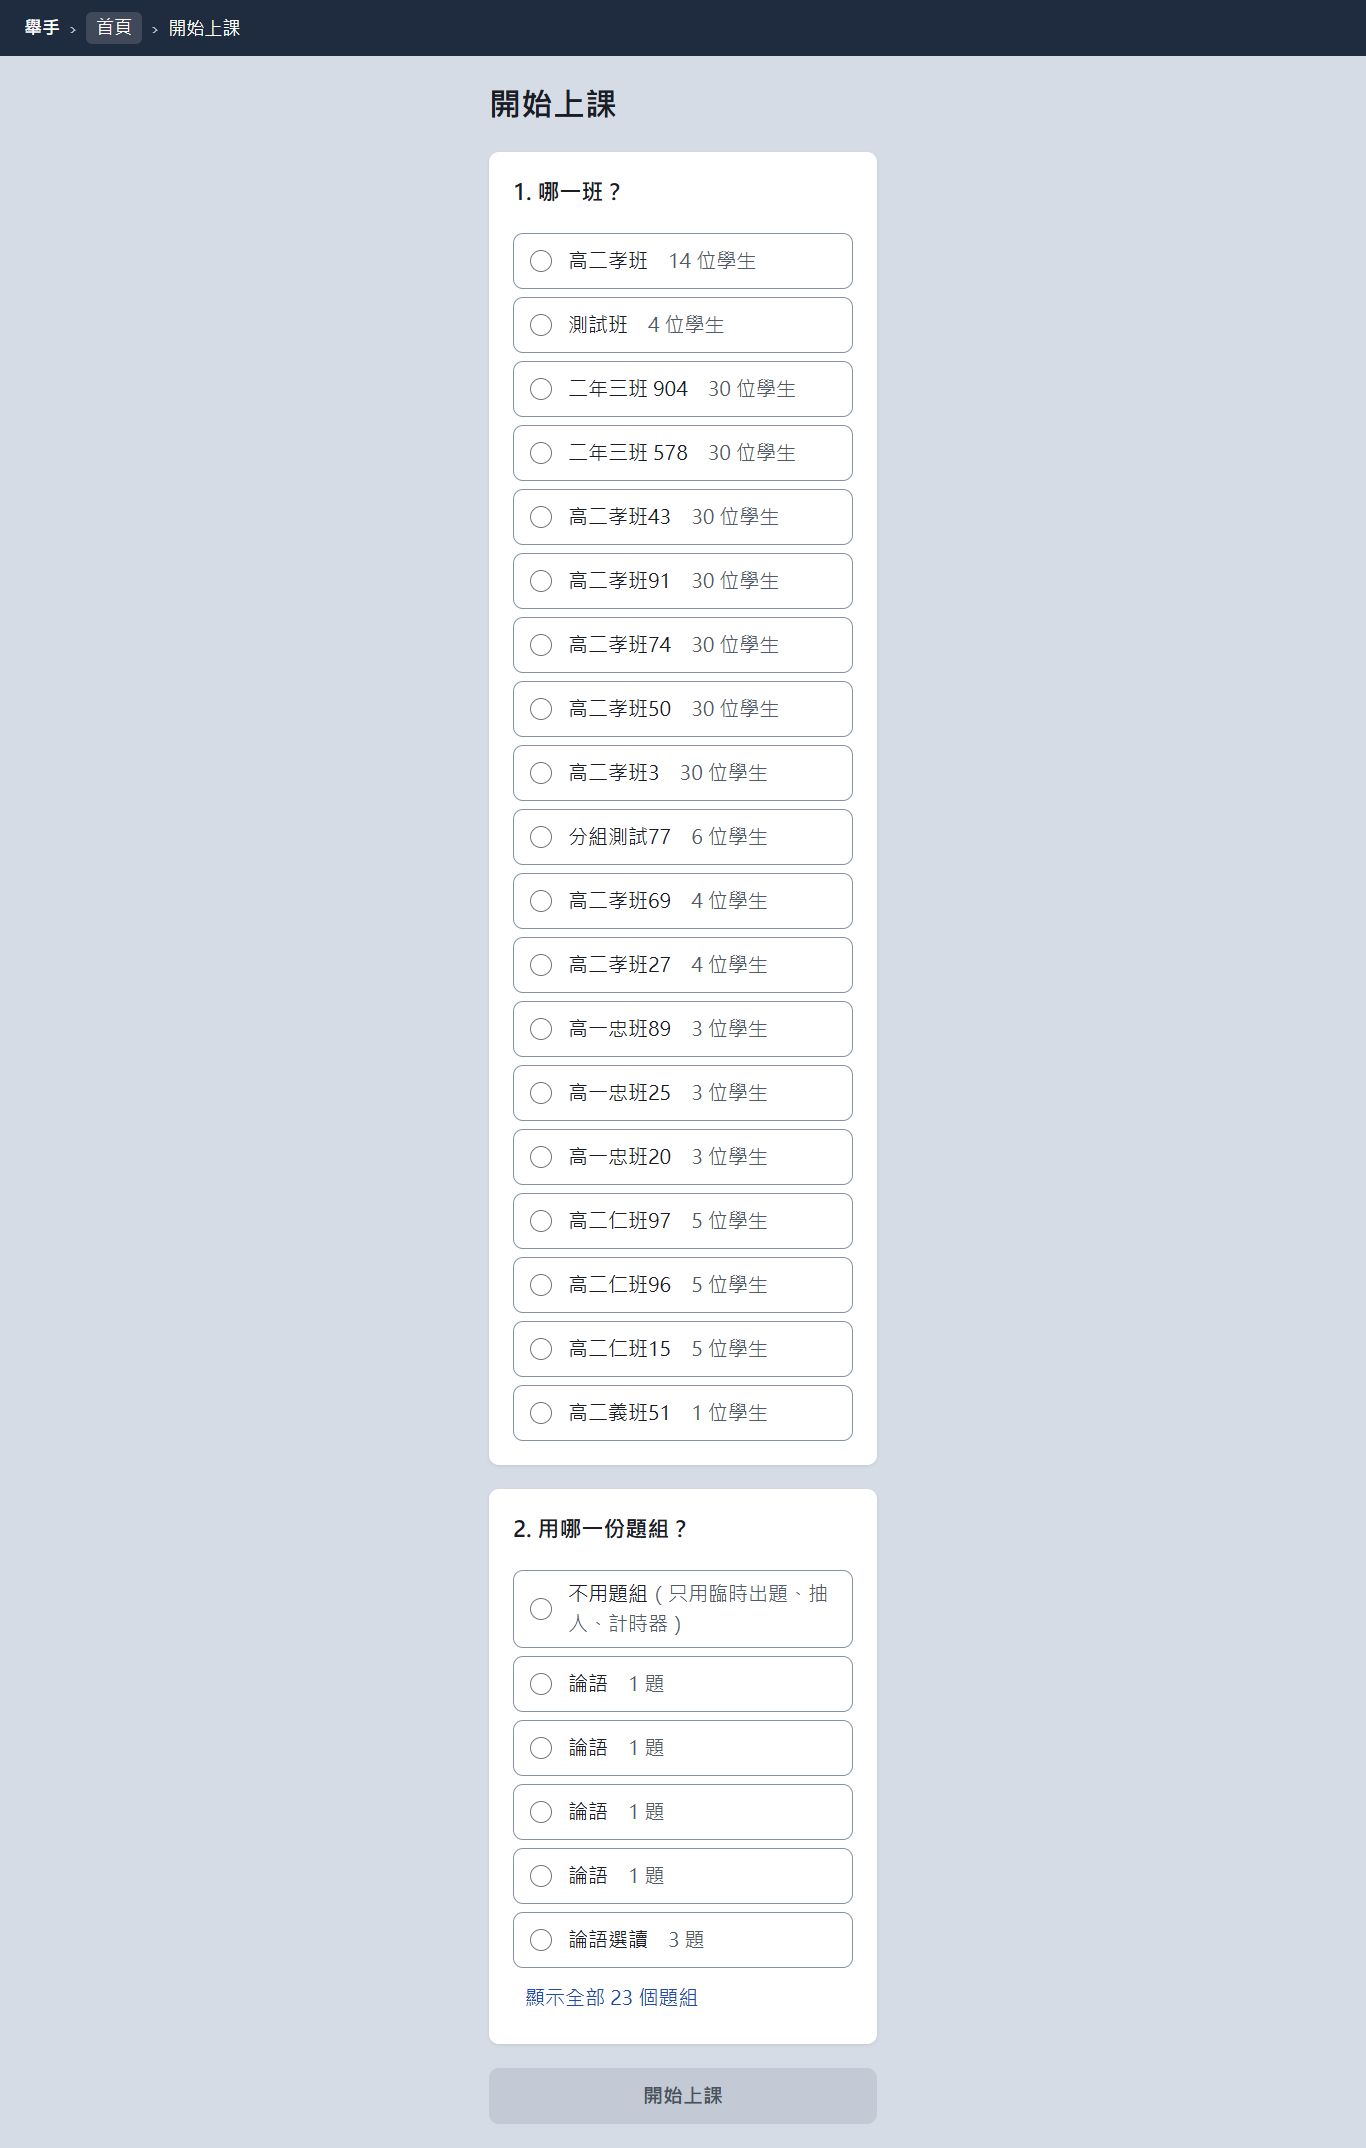 舉手 › 首頁 › 開始上課
開始上課
1. 哪一班？
高二孝班 14 位學生
測試班 4 位學生
二年三班 904 30 位學生
二年三班 578 30 位學生
高二孝班43 30 位學生
高二孝班91 30 位學生
高二孝班74 30 位學生
高二孝班50 30 位學生
高二孝班3 30 位學生
分組測試77 6 位學生
高二孝班69 4 位學生
高二孝班27 4 位學生
高一忠班89 3 位學生
高一忠班25 3 位學生
高一忠班20 3 位學生
高二仁班97 5 位學生
高二仁班96 5 位學生
高二仁班15 5 位學生
高二義班51 1 位學生
2. 用哪一份題組？
不用題組（只用臨時出題、抽
人、計時器）
論語 1 題
論語 1 題
論語 1 題
論語 1 題
論語選讀 3 題
顯示全部 23 個題組
開始上課